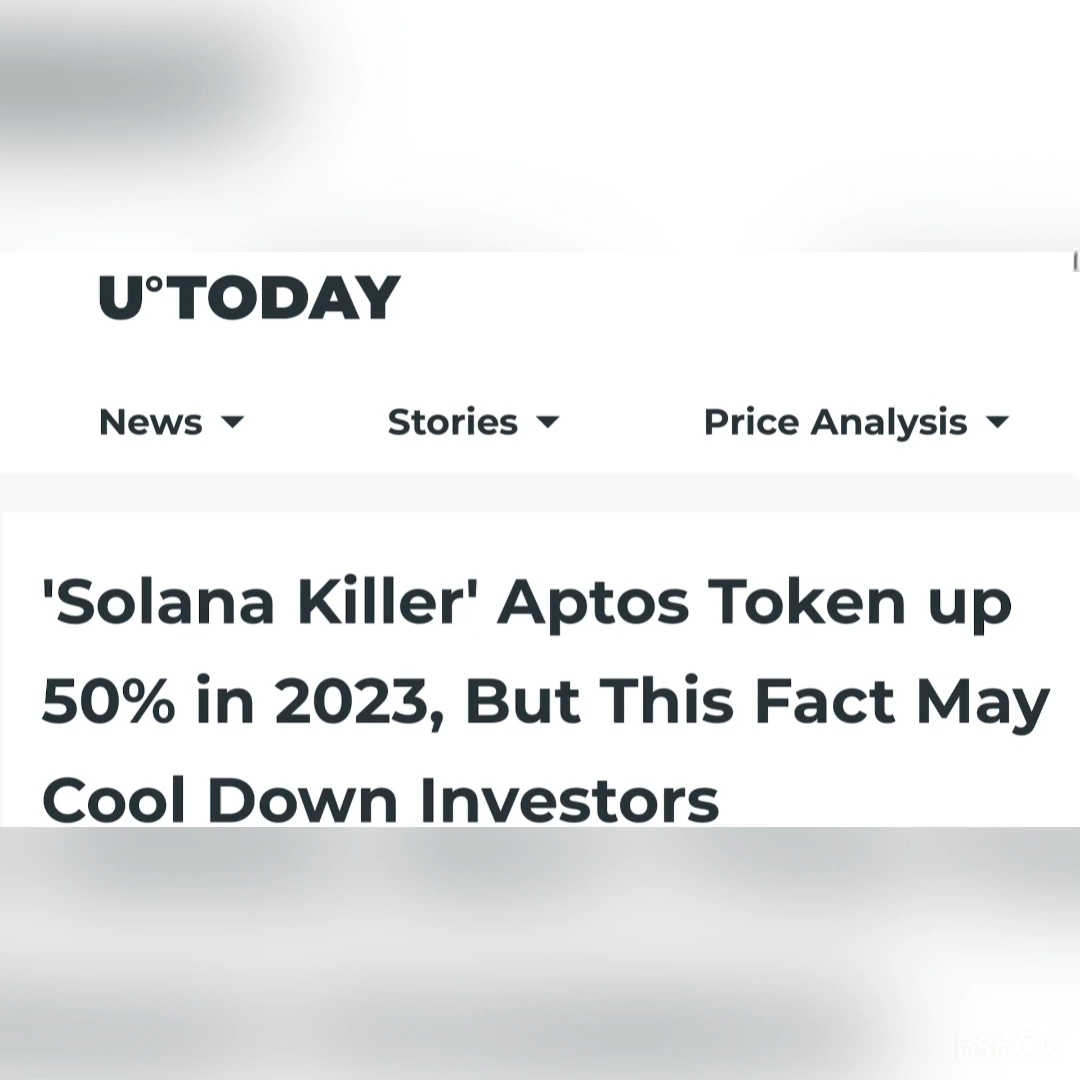 U°TODAY
News Stories Price Analysis
'Solana Killer' Aptos Token up
50% in 2023, But This Fact May
Cool Down Investors
InShOt